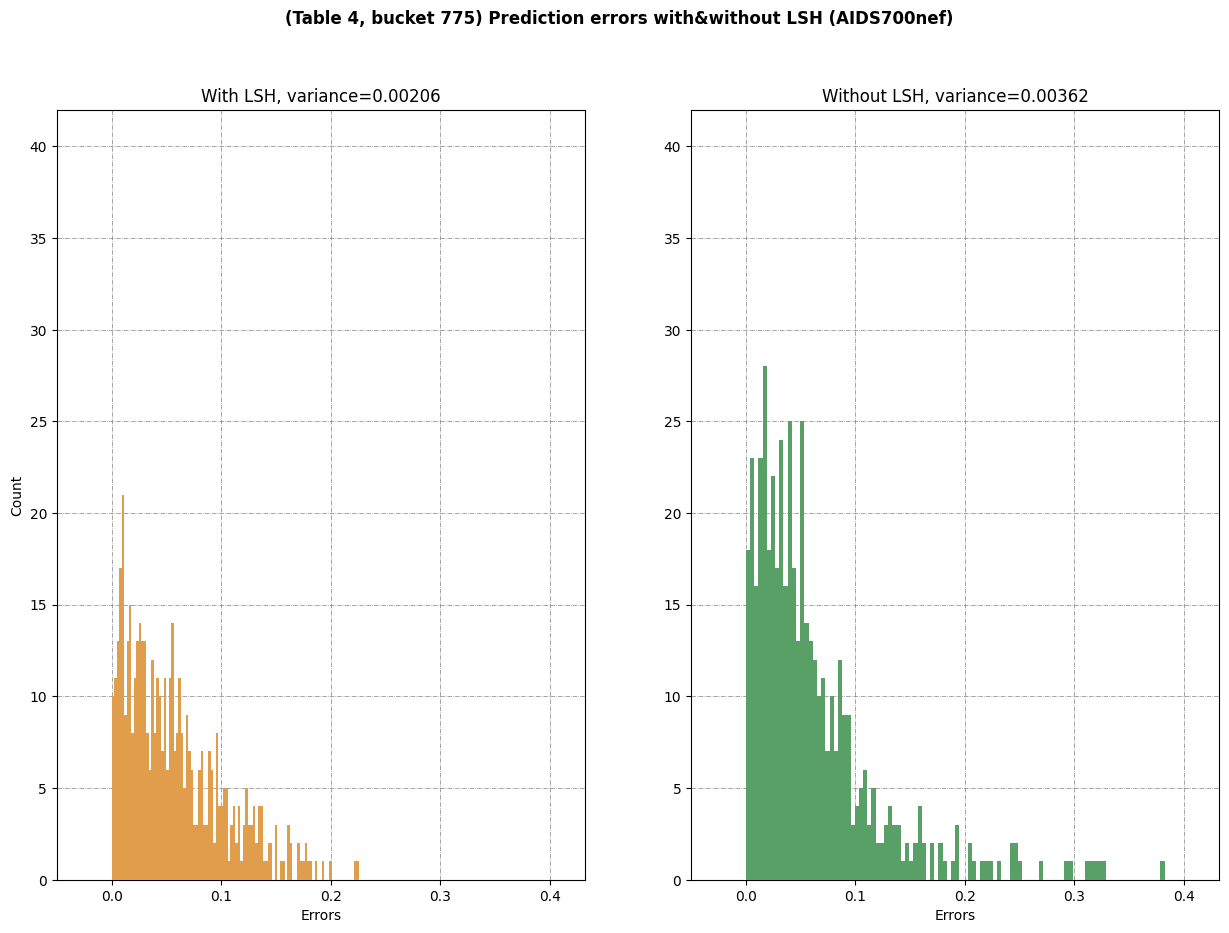 (Table 4, bucket 775) Prediction errors with&without LSH (AIDS700nef)
With LSH, variance=0.00206
40
35
30
25
20
15
10
5
0
Count
0.0 0.1 0.2 0.3 0.4
Errors
Without LSH, variance=0.00362
40
35
30
25
20
15
10
5
0
0.0 0.1 0.2 0.3 0.4
Errors